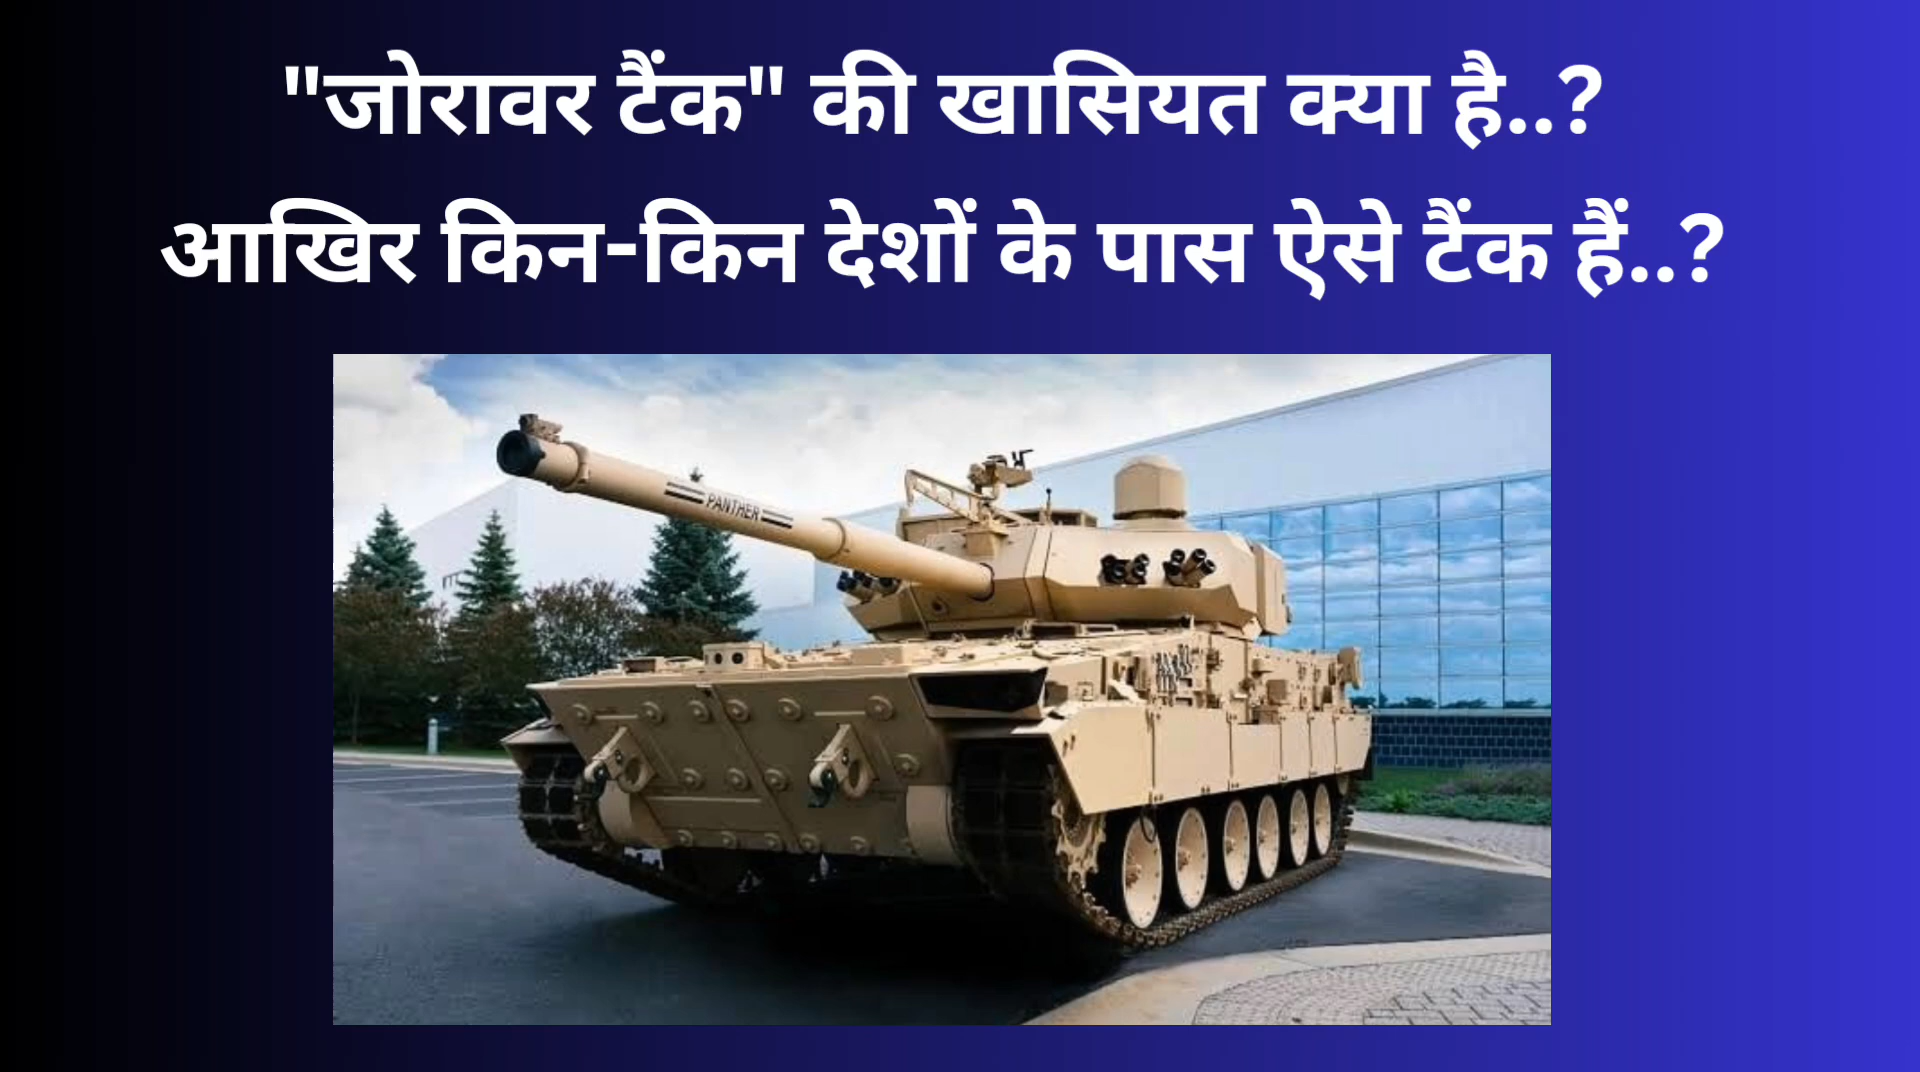 "जोरावर टैंक" की खासियत क्या है..?
आखिर किन-किन देशों के पास ऐसे टैंक हैं..?
PANTHER